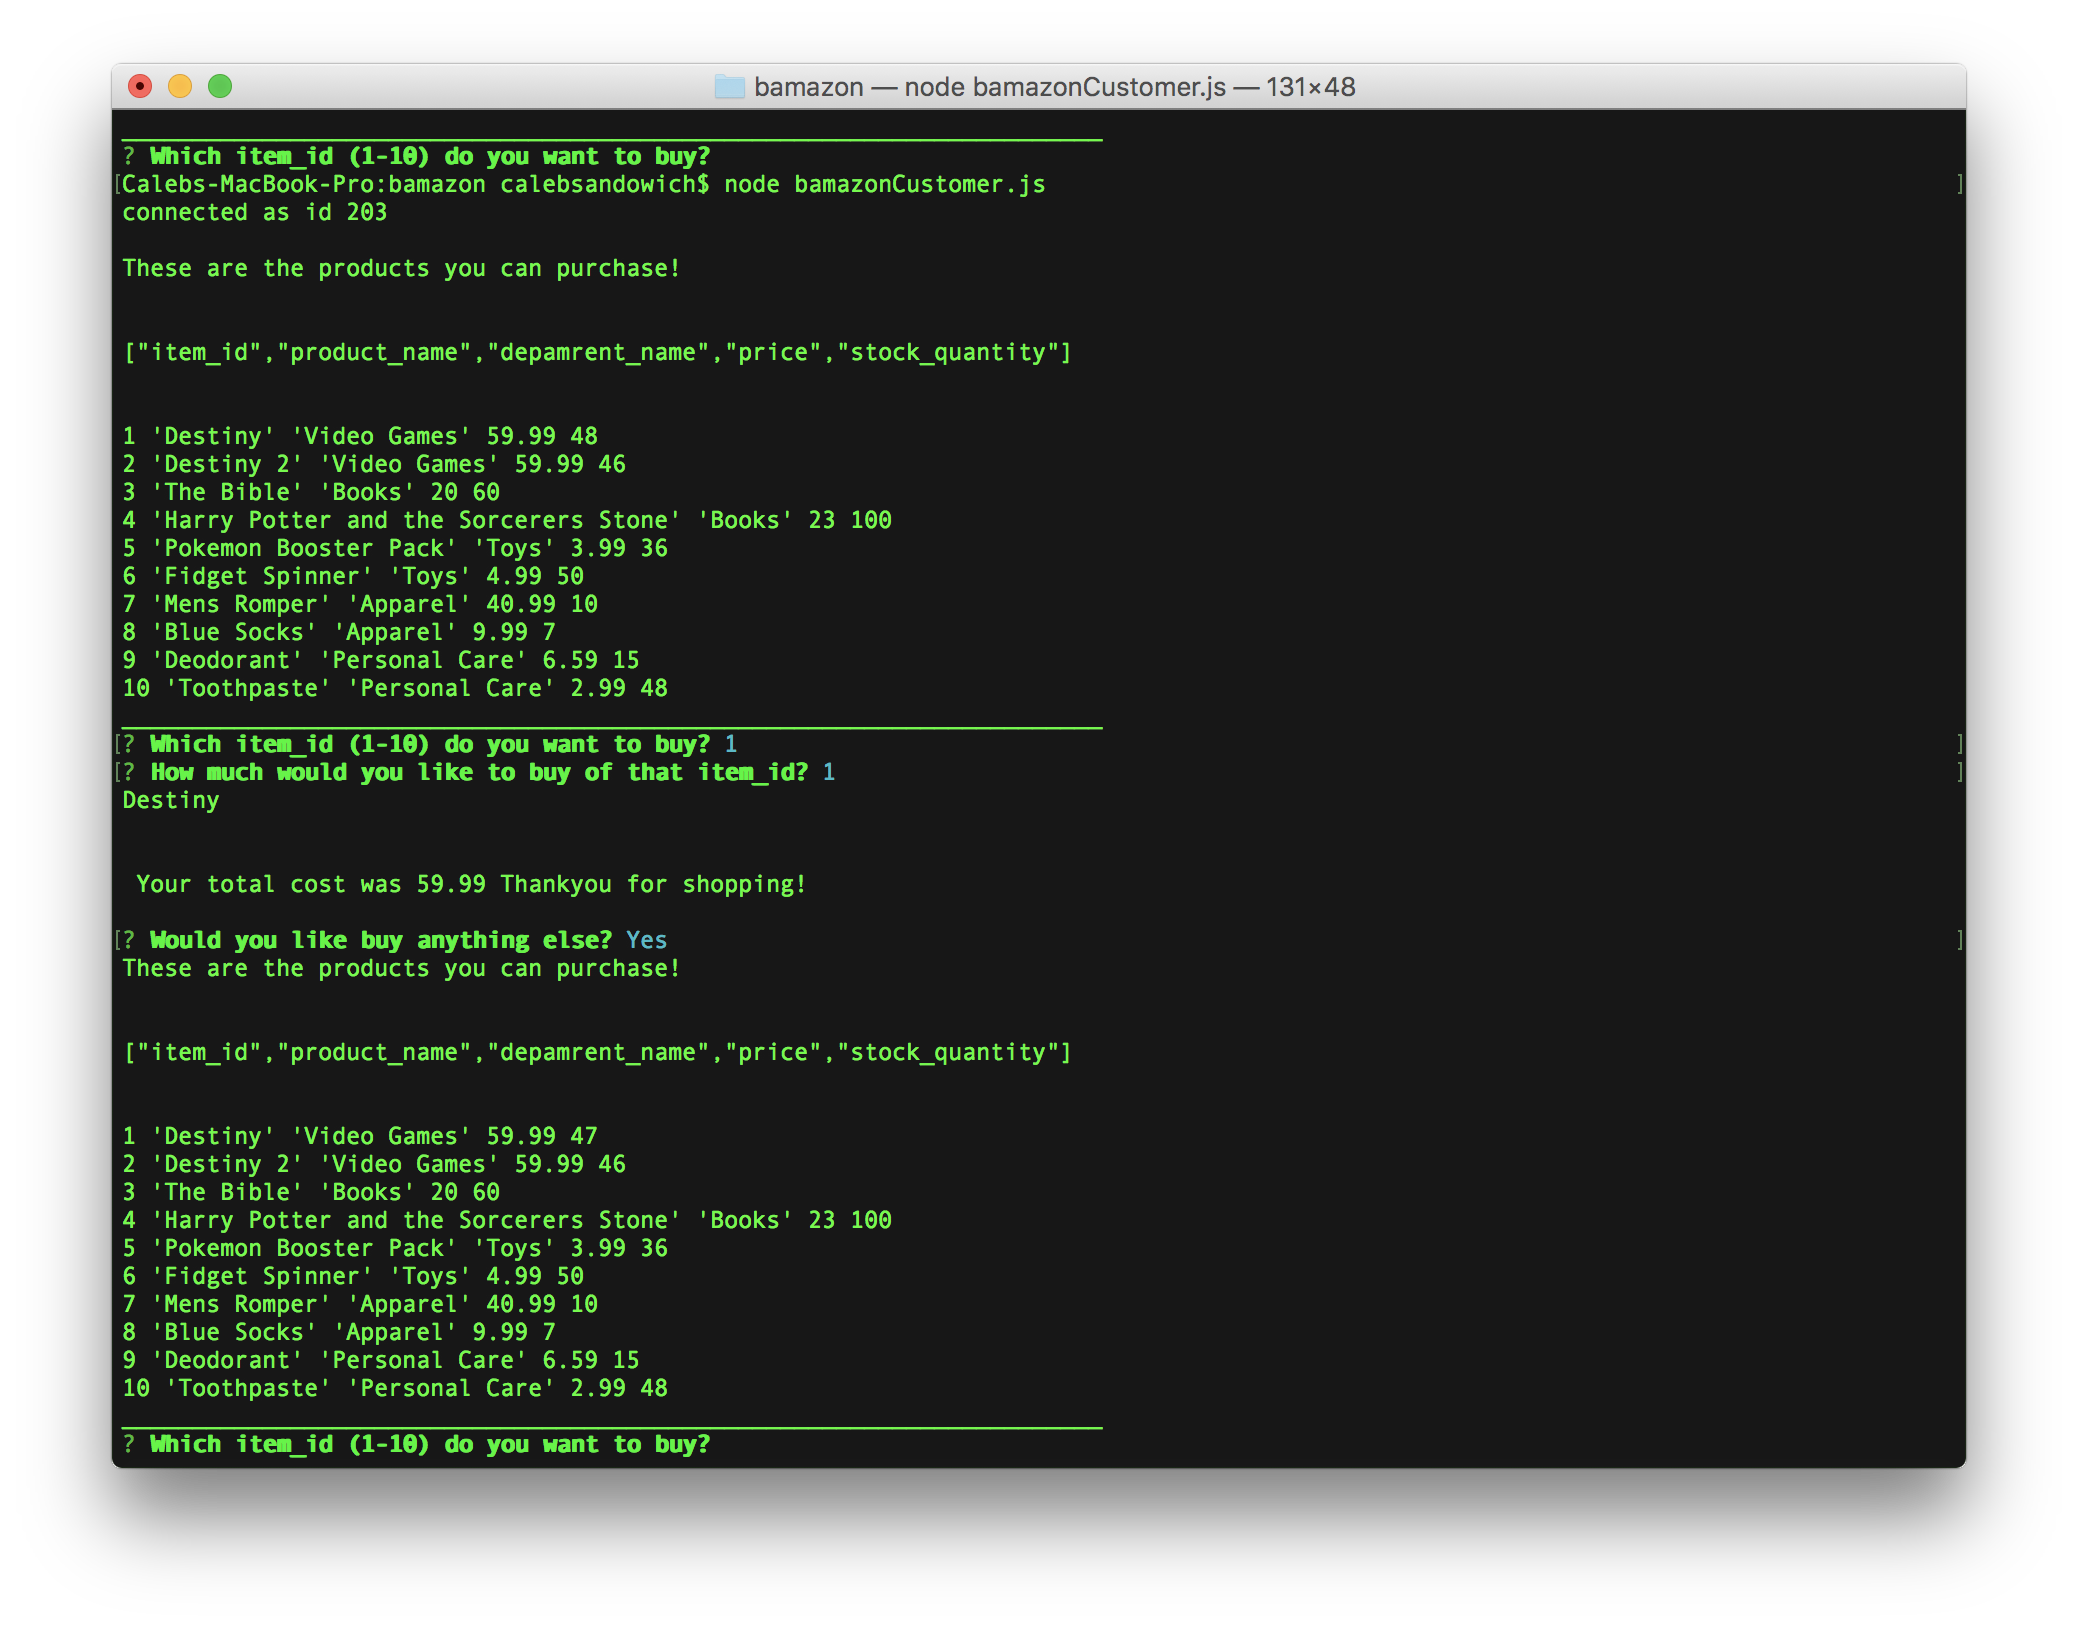 bamazon — node bamazonCustomer.js — 131×48
? Which item_id (1-10) do you want to buy?
[Calebs-MacBook-Pro:bamazon calebsandowich$ node bamazonCustomer.js ]
connected as id 203
These are the products you can purchase!
["item_id","product_name","depamrent_name","price","stock_quantity"]
1 'Destiny' 'Video Games' 59.99 48
2 'Destiny 2' 'Video Games' 59.99 46
3 'The Bible' 'Books' 20 60
4 'Harry Potter and the Sorcerers Stone' 'Books' 23 100
5 'Pokemon Booster Pack' 'Toys' 3.99 36
6 'Fidget Spinner' 'Toys' 4.99 50
7 'Mens Romper' 'Apparel' 40.99 10
8 'Blue Socks' 'Apparel' 9.99 7
9 'Deodorant' 'Personal Care' 6.59 15
10 'Toothpaste' 'Personal Care' 2.99 48
[? Which item_id (1-10) do you want to buy? 1 ]
[? How much would you like to buy of that item_id? 1 ]
Destiny
Your total cost was 59.99 Thankyou for shopping!
[? Would you like buy anything else? Yes ]
These are the products you can purchase!
["item_id","product_name","depamrent_name","price","stock_quantity"]
1 'Destiny' 'Video Games' 59.99 47
2 'Destiny 2' 'Video Games' 59.99 46
3 'The Bible' 'Books' 20 60
4 'Harry Potter and the Sorcerers Stone' 'Books' 23 100
5 'Pokemon Booster Pack' 'Toys' 3.99 36
6 'Fidget Spinner' 'Toys' 4.99 50
7 'Mens Romper' 'Apparel' 40.99 10
8 'Blue Socks' 'Apparel' 9.99 7
9 'Deodorant' 'Personal Care' 6.59 15
10 'Toothpaste' 'Personal Care' 2.99 48
? Which item_id (1-10) do you want to buy?